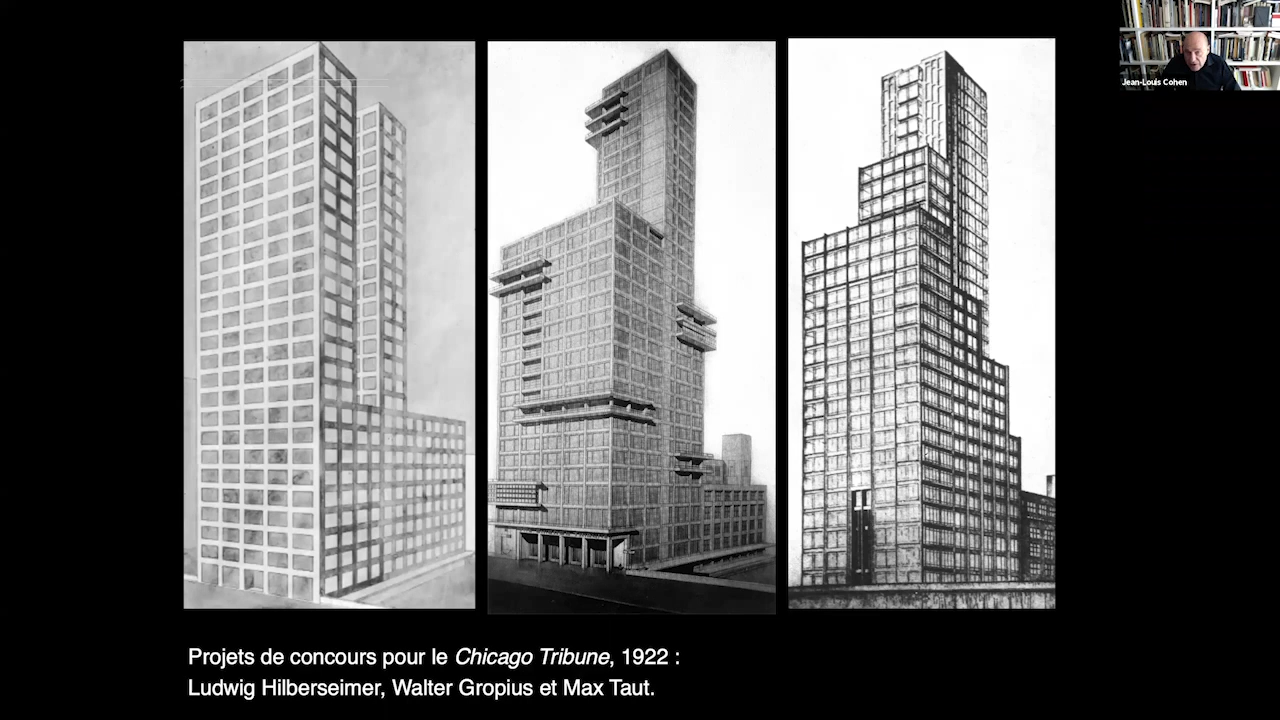 Jean-Louis Cohen
Projets de concours pour le Chicago Tribune, 1922 :
Ludwig Hilberseimer, Walter Gropius et Max Taut.